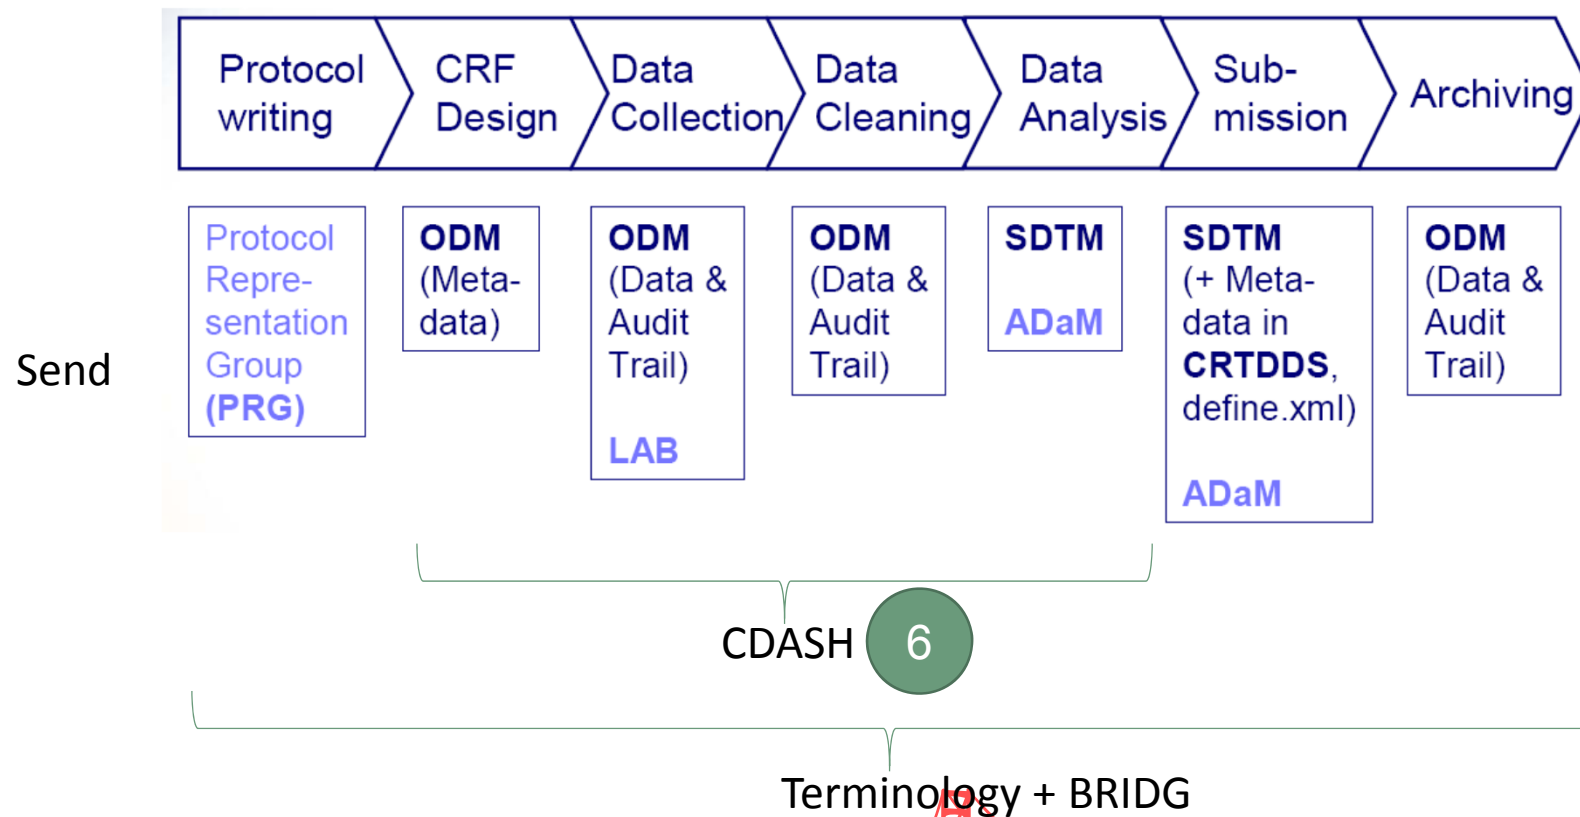 Protocol
writing
CRF
Design
Data
Collection
Data
Cleaning
Data
Analysis
Sub-
mission
Archiving
Send
Protocol
Repre-
sentation
Group
(PRG)
ODM
(Meta-
data)
ODM
(Data &
Audit
Trail)
LAB
ODM
(Data &
Audit
Trail)
SDTM
ADaM
SDTM
(+ Meta-
data in
CRTDDS,
define.xml)
ADaM
ODM
(Data &
Audit
Trail)
CDASH
6
Terminology + BRIDG